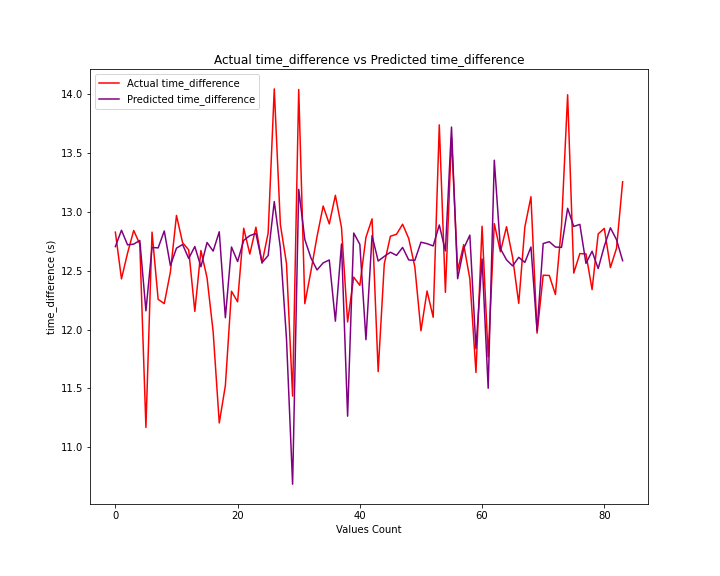 Actual time_difference vs Predicted time_difference
Actual time_difference
Predicted time_difference
14.0
13.5
13.0
12.5
12.0
11.5
11.0
time_difference (s)
0 20 40 60 80
Values Count